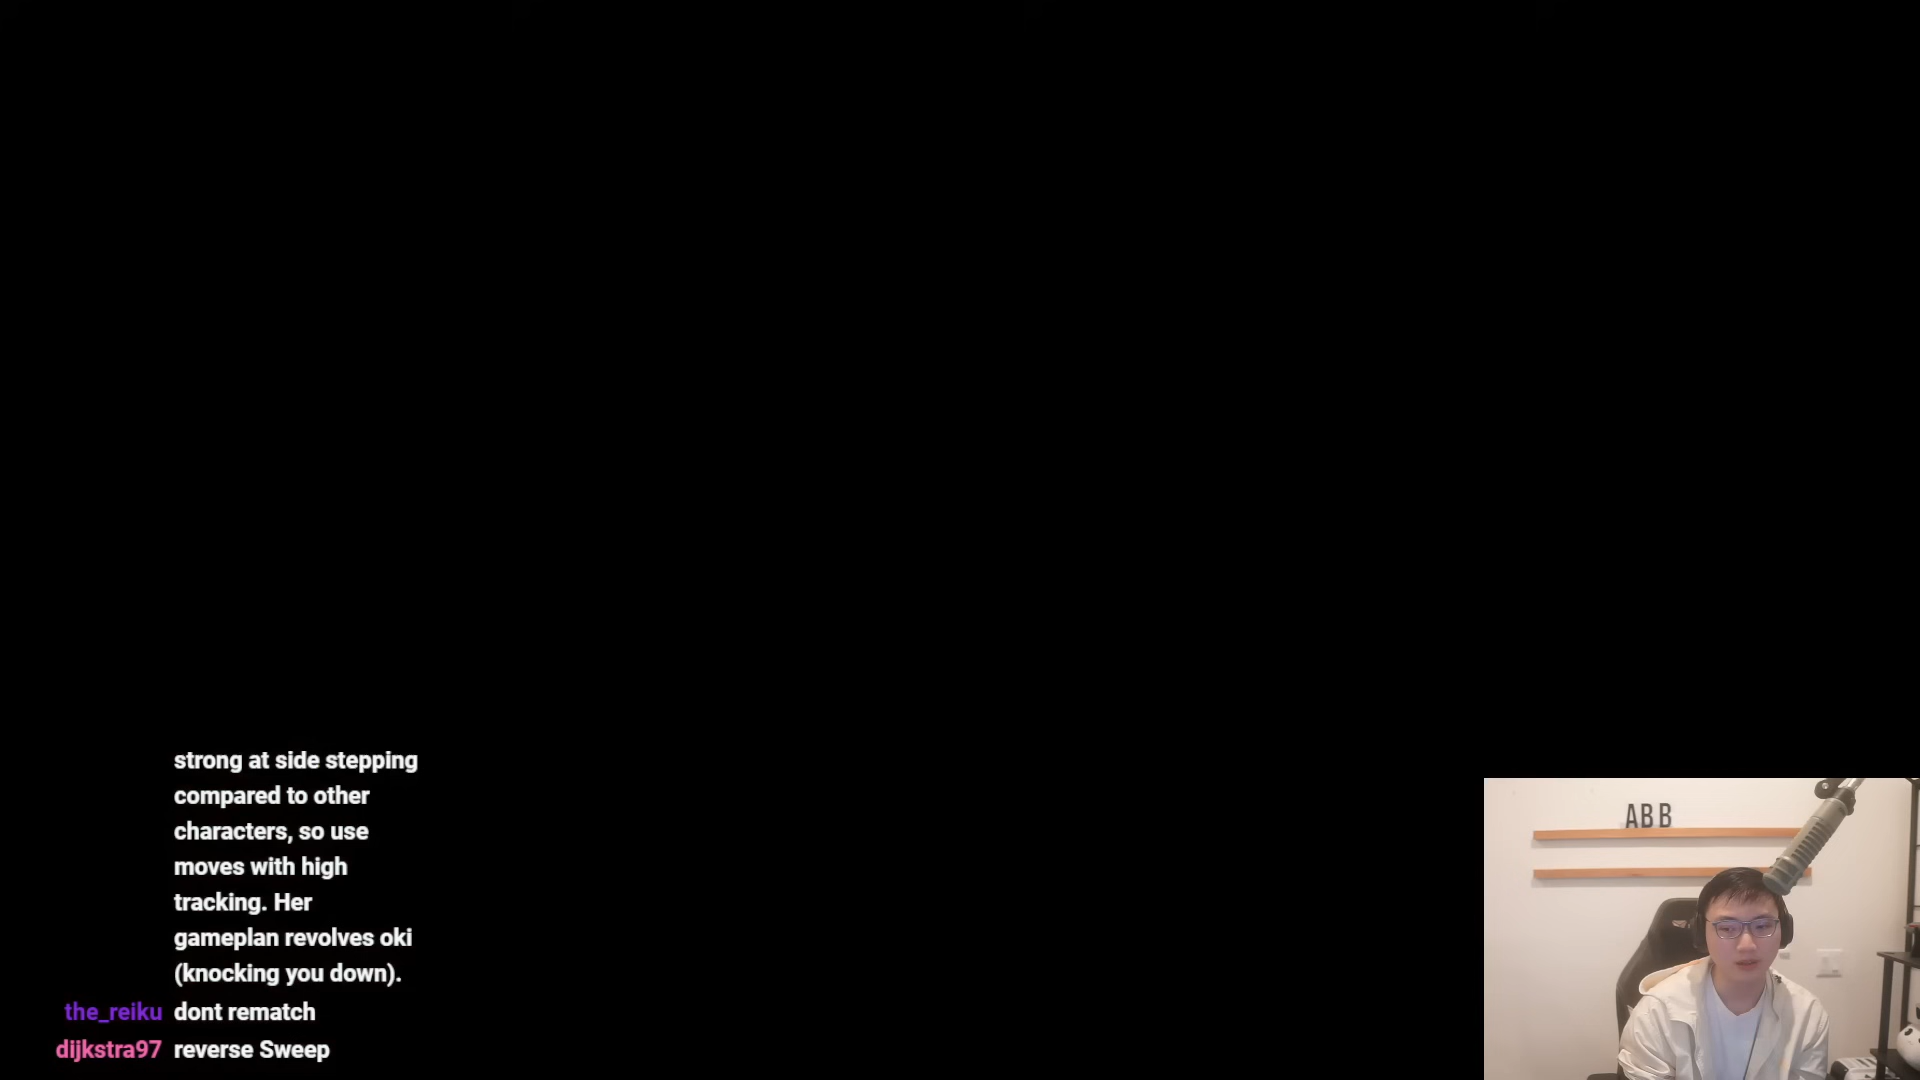 strong at side stepping
compared to other
characters, so use
moves with high
tracking. Her
gameplan revolves oki
(knocking you down).
the_reiku dont rematch
dijkstra97 reverse Sweep
ABB